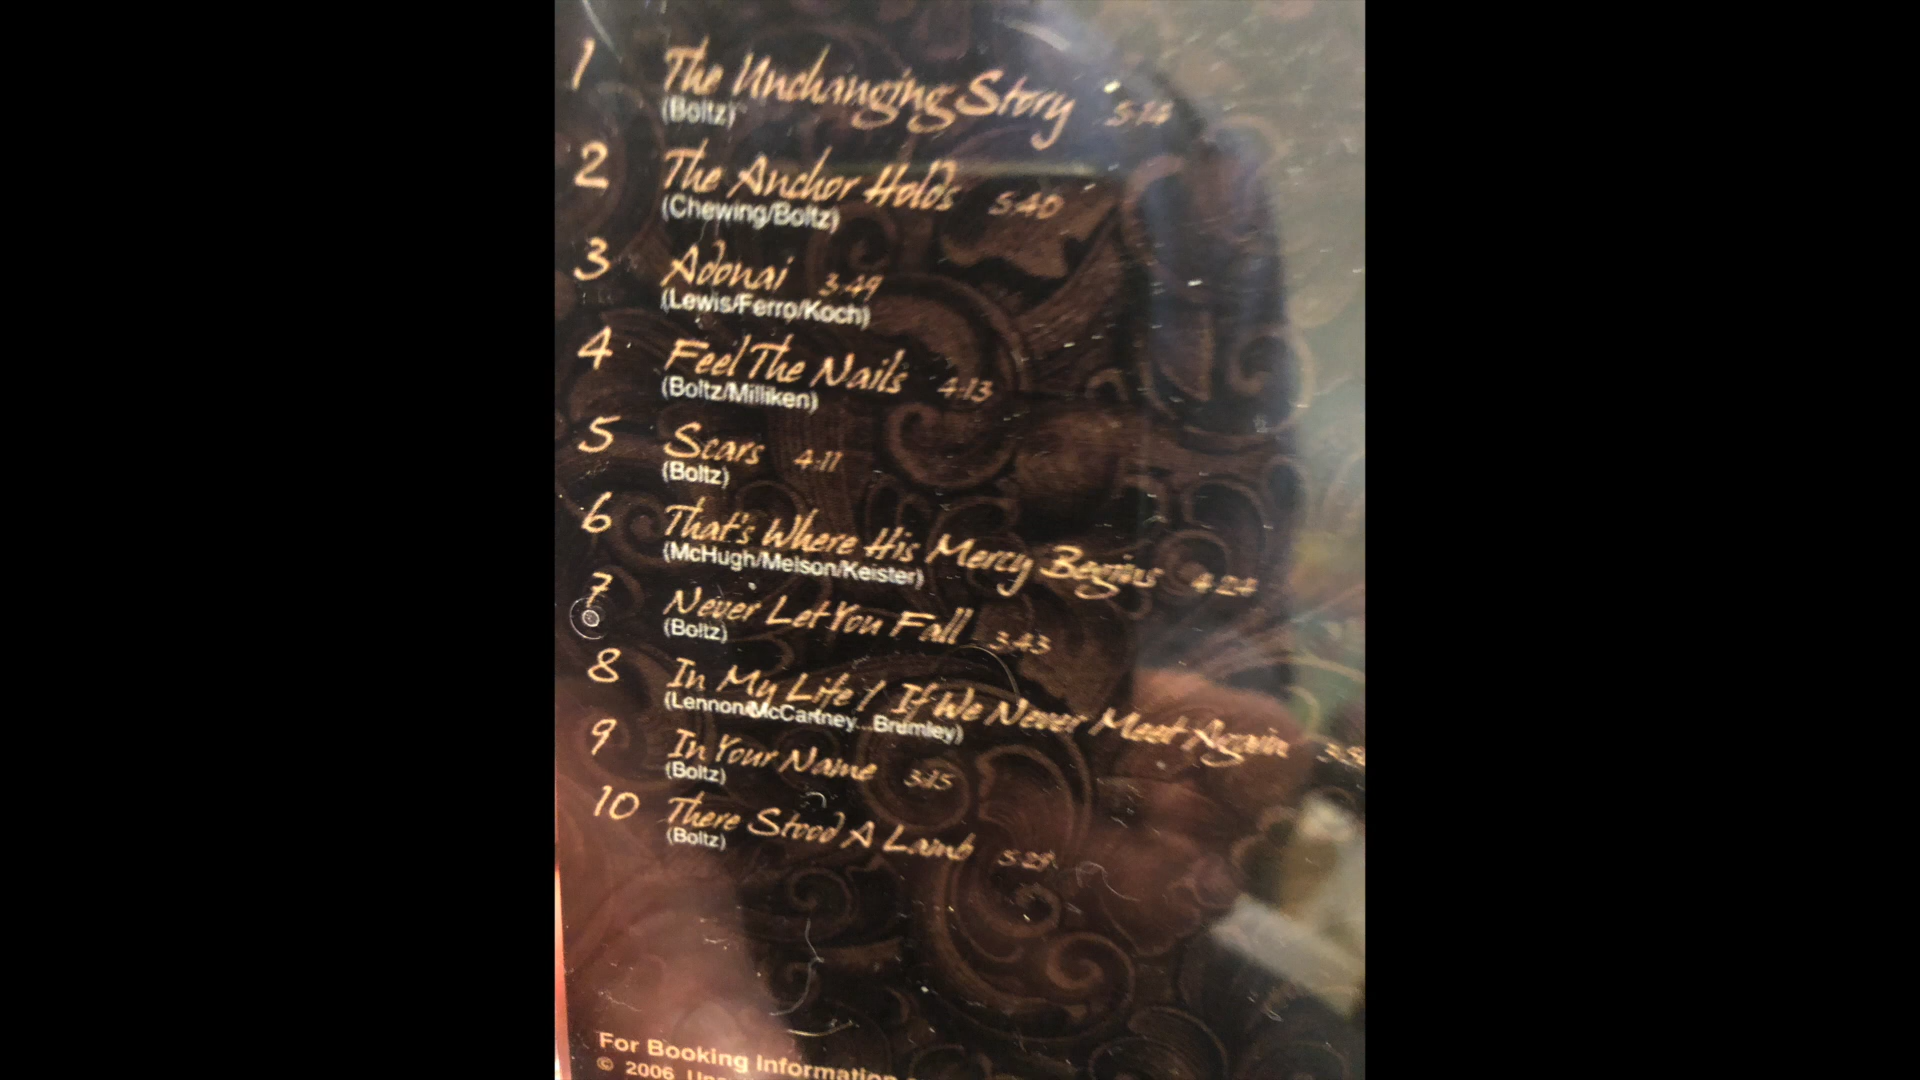 1 The Unchanging Story 5:14
(Boltz)
2 The Anchor Holds 5:40
(Chewing/Boltz)
3 Adonai 3:49
(Lewis/Ferro/Koch)
4 Feel The Nails 4:13
(Boltz/Milliken)
5 Scars 4:11
(Boltz)
6 That's Where His Mercy Begins
(McHugh/Melson/Keister)
7 Never Let You Fall 3:43
(Boltz)
8 In My Life / If We Never Meet Again
(Lennon/McCartney...Brumley)
9 In Your Name 3:15
(Boltz)
10 There Stood A Lamb
(Boltz)
For Booking Information
© 2006